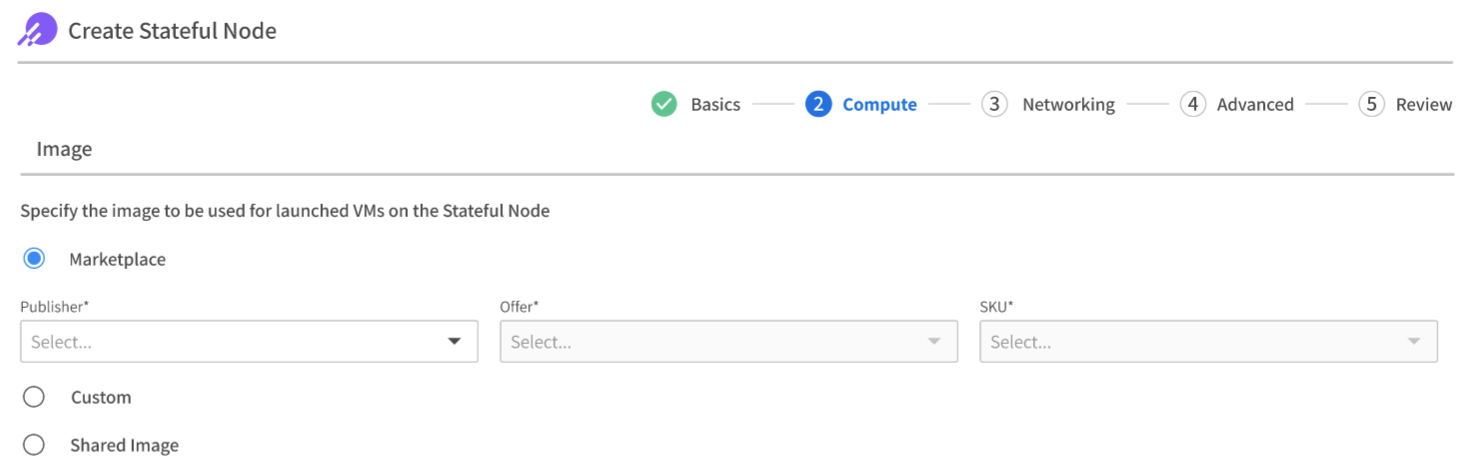 Create Stateful Node
Basics 2 Compute 3 Networking 4 Advanced 5 Review
Image
Specify the image to be used for launched VMs on the Stateful Node
Marketplace
Publisher* Offer* SKU*
Select... Select... Select...
Custom
Shared Image